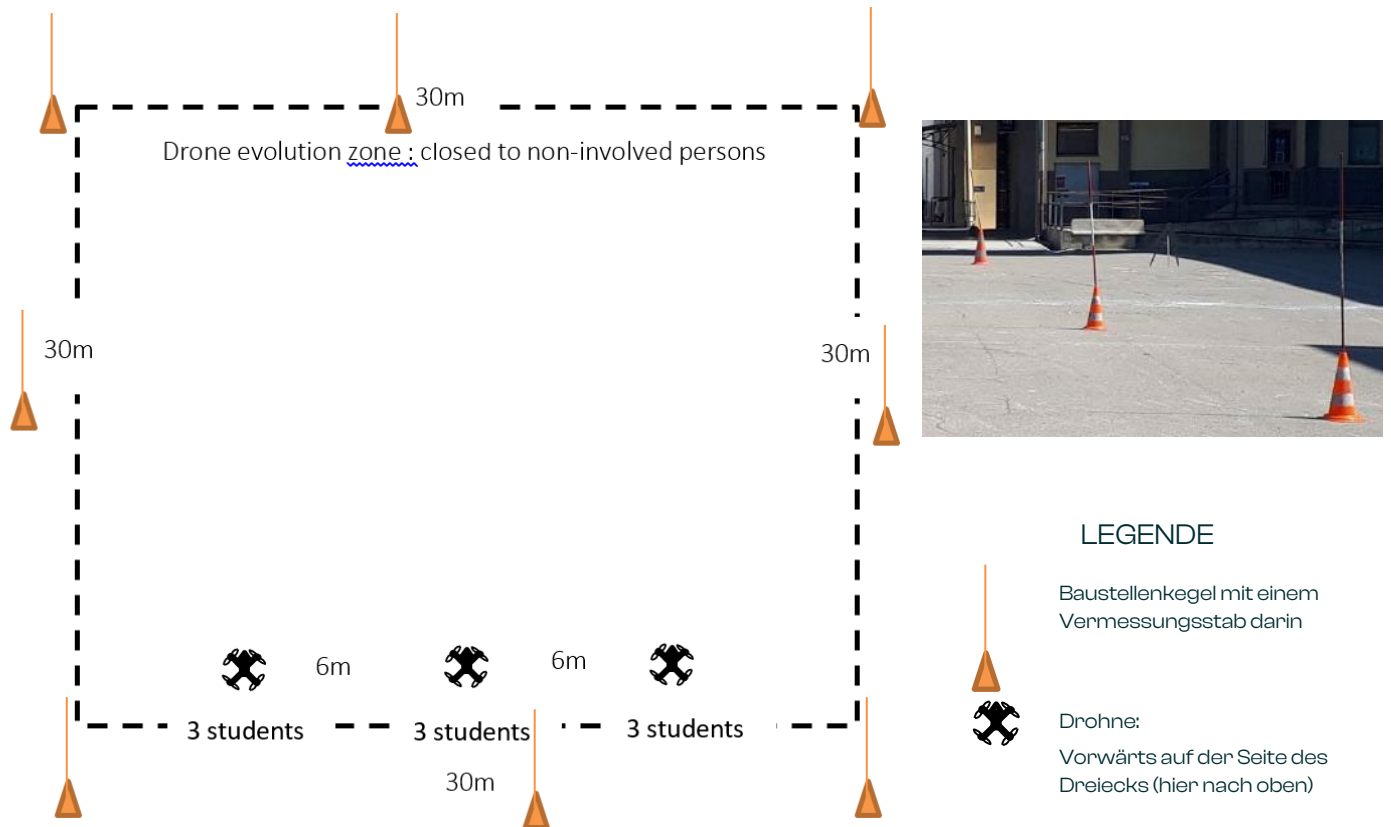 30m
Drone evolution zone : closed to non-involved persons
30m
30m
6m
6m
3 students
3 students
3 students
30m
LEGENDE
Baustellenkegel mit einem
Vermessungsstab darin
Drohne:
Vorwärts auf der Seite des
Dreiecks (hier nach oben)